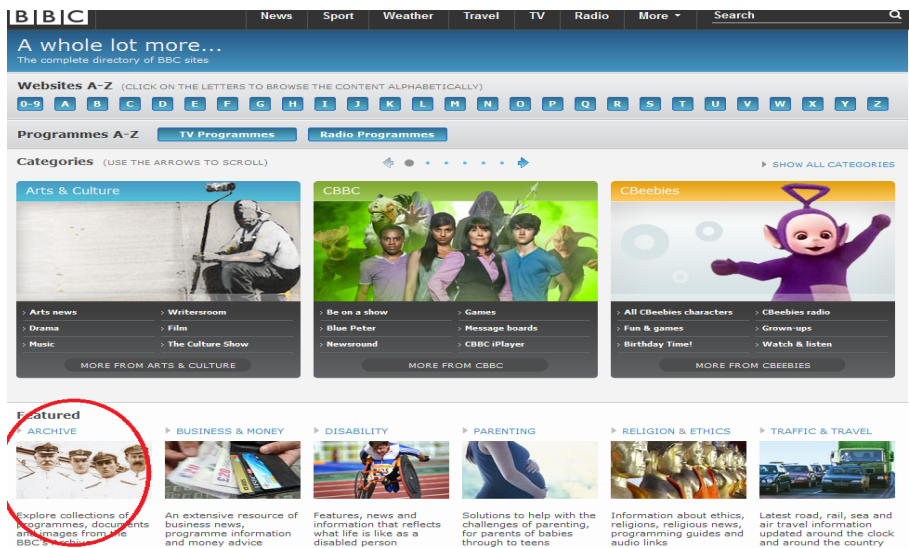 BBC News Sport Weather Travel TV Radio More Search
A whole lot more...
The complete directory of BBC sites
Websites A-Z (CLICK ON THE LETTERS TO BROWSE THE CONTENT ALPHABETICALLY)
0-9 A B C D E F G H I J K L M N O P Q R S T U V W X Y Z
Programmes A-Z TV Programmes Radio Programmes
Categories (USE THE ARROWS TO SCROLL) SHOW ALL CATEGORIES
Arts & Culture
Arts news Writersroom
Drama Film
Music The Culture Show
MORE FROM ARTS & CULTURE
CBBC
Be on a show Games
Blue Peter Message boards
Newsround CBBC iPlayer
MORE FROM CBBC
CBeebies
All CBeebies characters CBeebies radio
Fun & games Grown-ups
Birthday Time! Watch & listen
MORE FROM CBEEBIES
Featured
ARCHIVE
Explore collections of
programmes, documents
and images from the
BBC's Archive
BUSINESS & MONEY
An extensive resource of
business news,
programme information
and money advice
DISABILITY
Features, news and
information that reflects
what life is like as a
disabled person
PARENTING
Solutions to help with the
challenges of parenting,
for parents of babies
through to teens
RELIGION & ETHICS
Information about ethics,
religions, religious news,
programming guides and
audio links
TRAFFIC & TRAVEL
Latest road, rail, sea and
air travel information
updated around the clock
and around the country